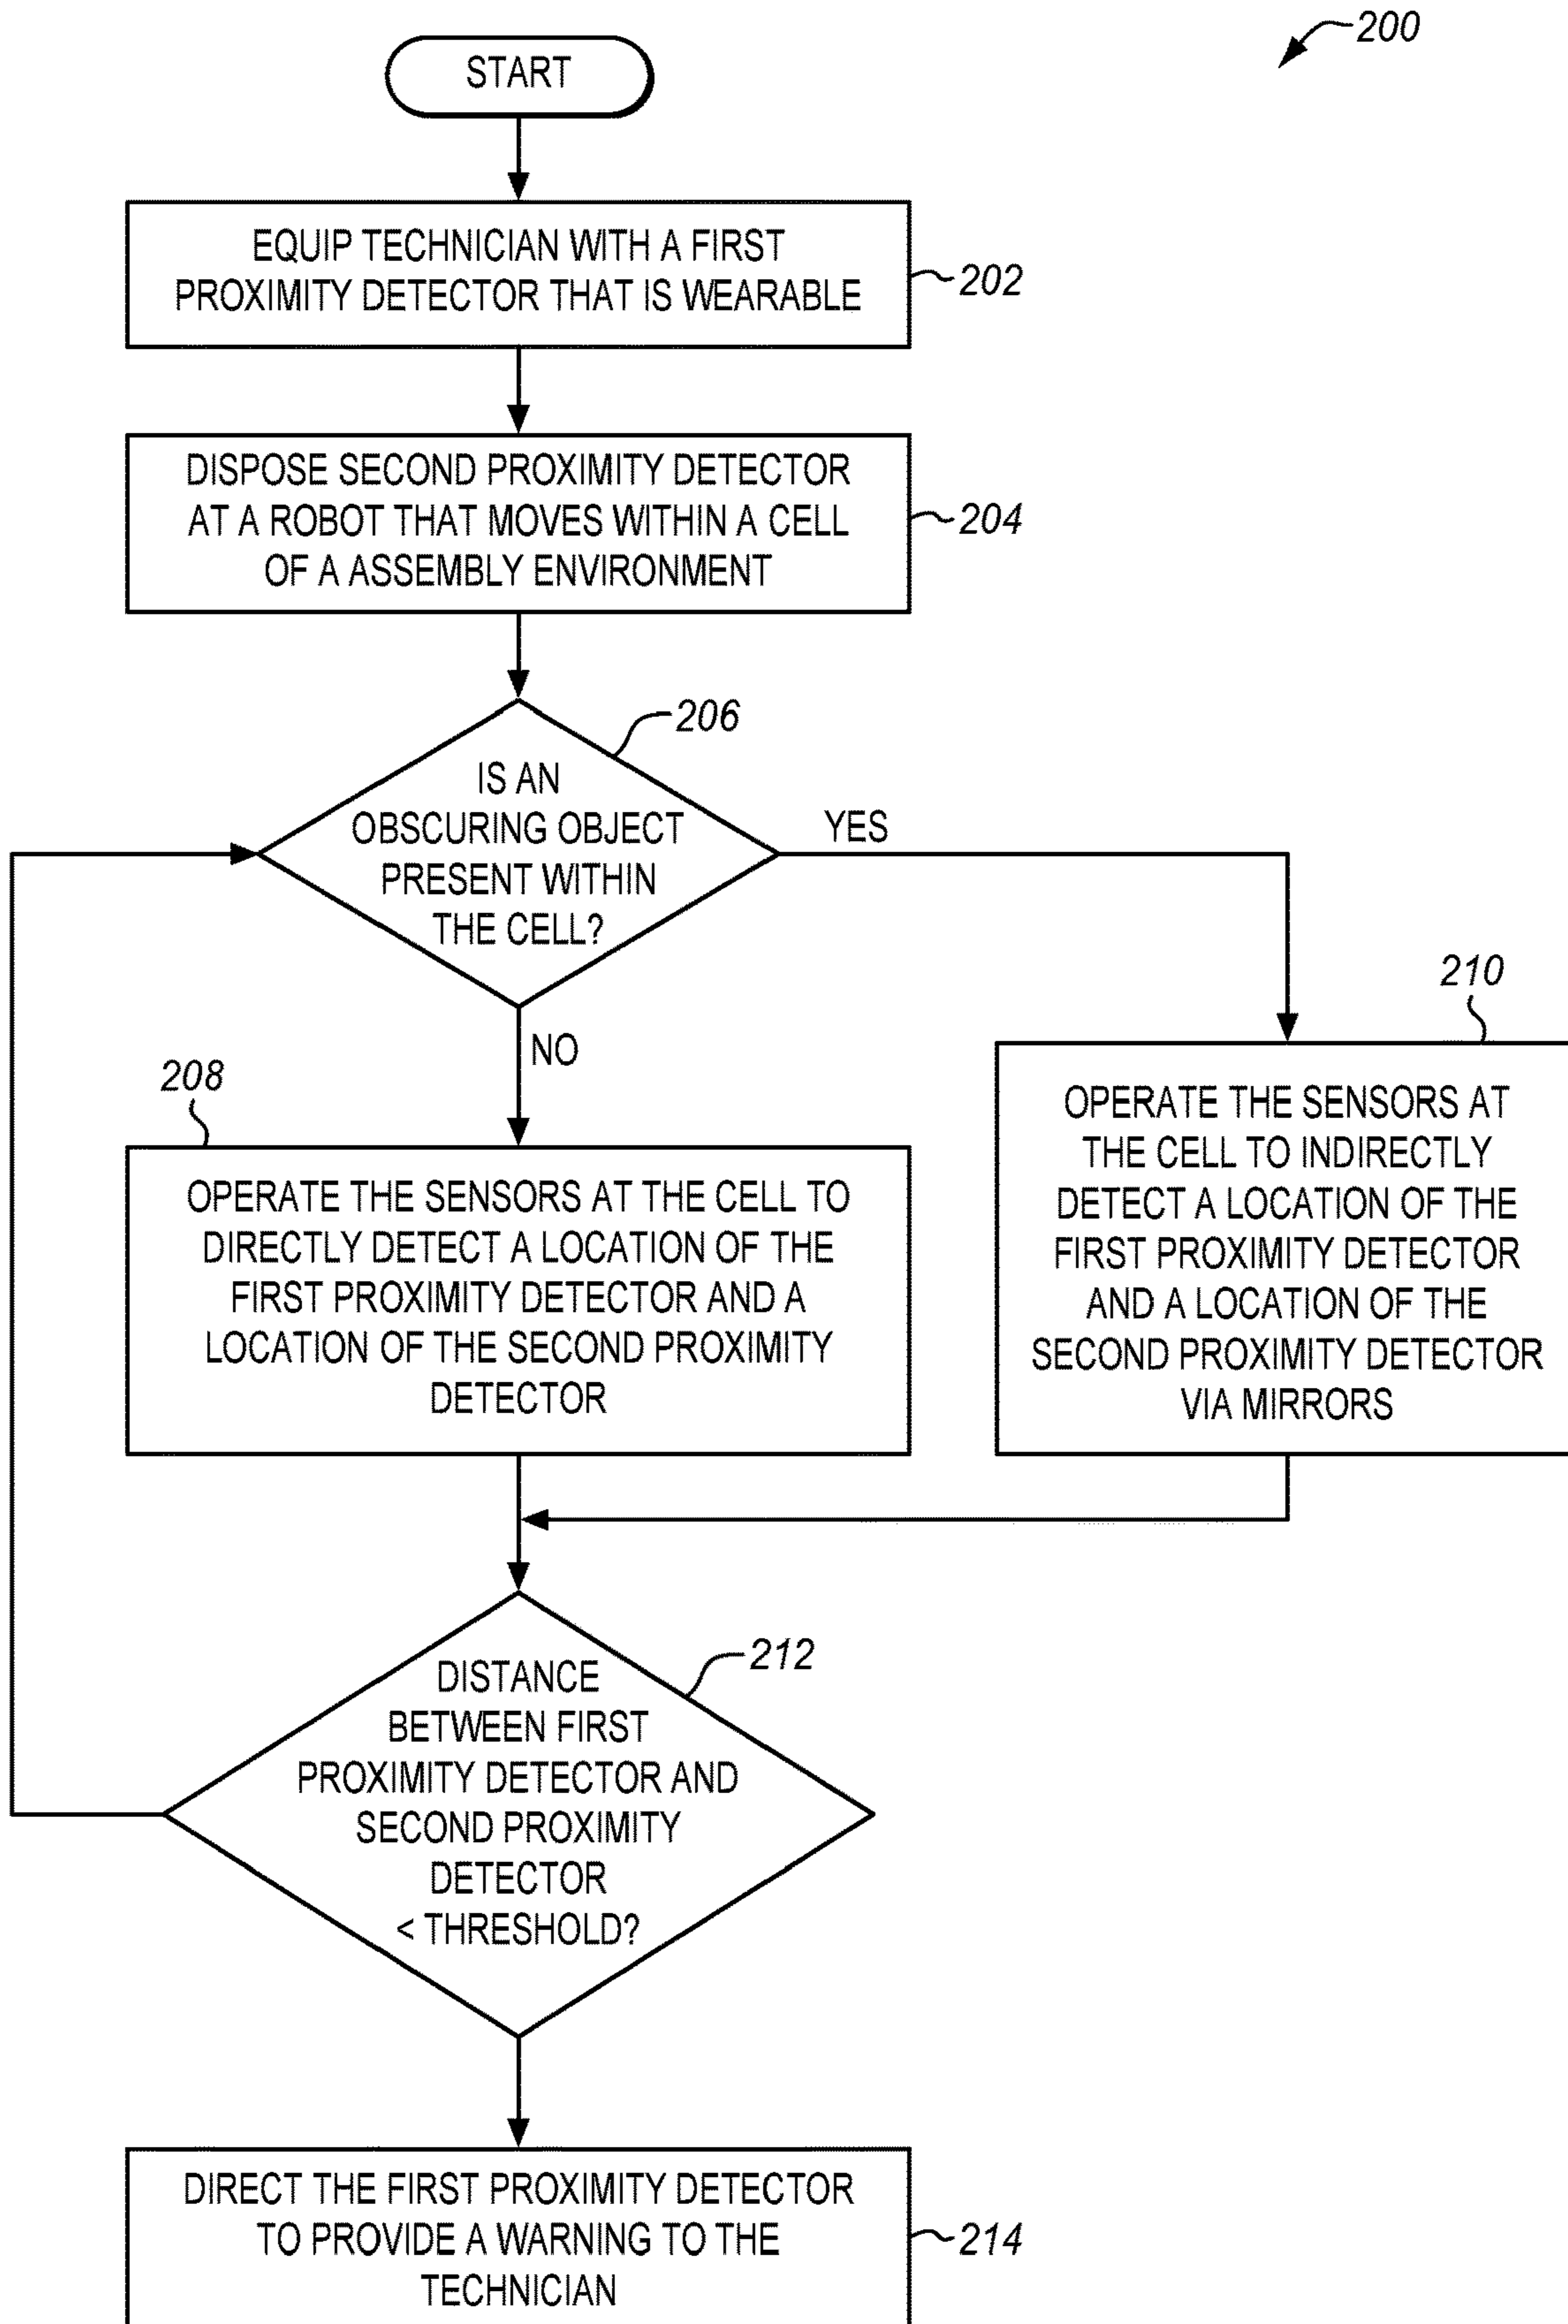 200
START
EQUIP TECHNICIAN WITH A FIRST
PROXIMITY DETECTOR THAT IS WEARABLE
202
DISPOSE SECOND PROXIMITY DETECTOR
AT A ROBOT THAT MOVES WITHIN A CELL
OF A ASSEMBLY ENVIRONMENT
204
206
IS AN
OBSCURING OBJECT
PRESENT WITHIN
THE CELL?
YES
NO
208
OPERATE THE SENSORS AT THE CELL TO
DIRECTLY DETECT A LOCATION OF THE
FIRST PROXIMITY DETECTOR AND A
LOCATION OF THE SECOND PROXIMITY
DETECTOR
210
OPERATE THE SENSORS AT
THE CELL TO INDIRECTLY
DETECT A LOCATION OF THE
FIRST PROXIMITY DETECTOR
AND A LOCATION OF THE
SECOND PROXIMITY DETECTOR
VIA MIRRORS
212
DISTANCE
BETWEEN FIRST
PROXIMITY DETECTOR AND
SECOND PROXIMITY
DETECTOR
< THRESHOLD?
DIRECT THE FIRST PROXIMITY DETECTOR
TO PROVIDE A WARNING TO THE
TECHNICIAN
214